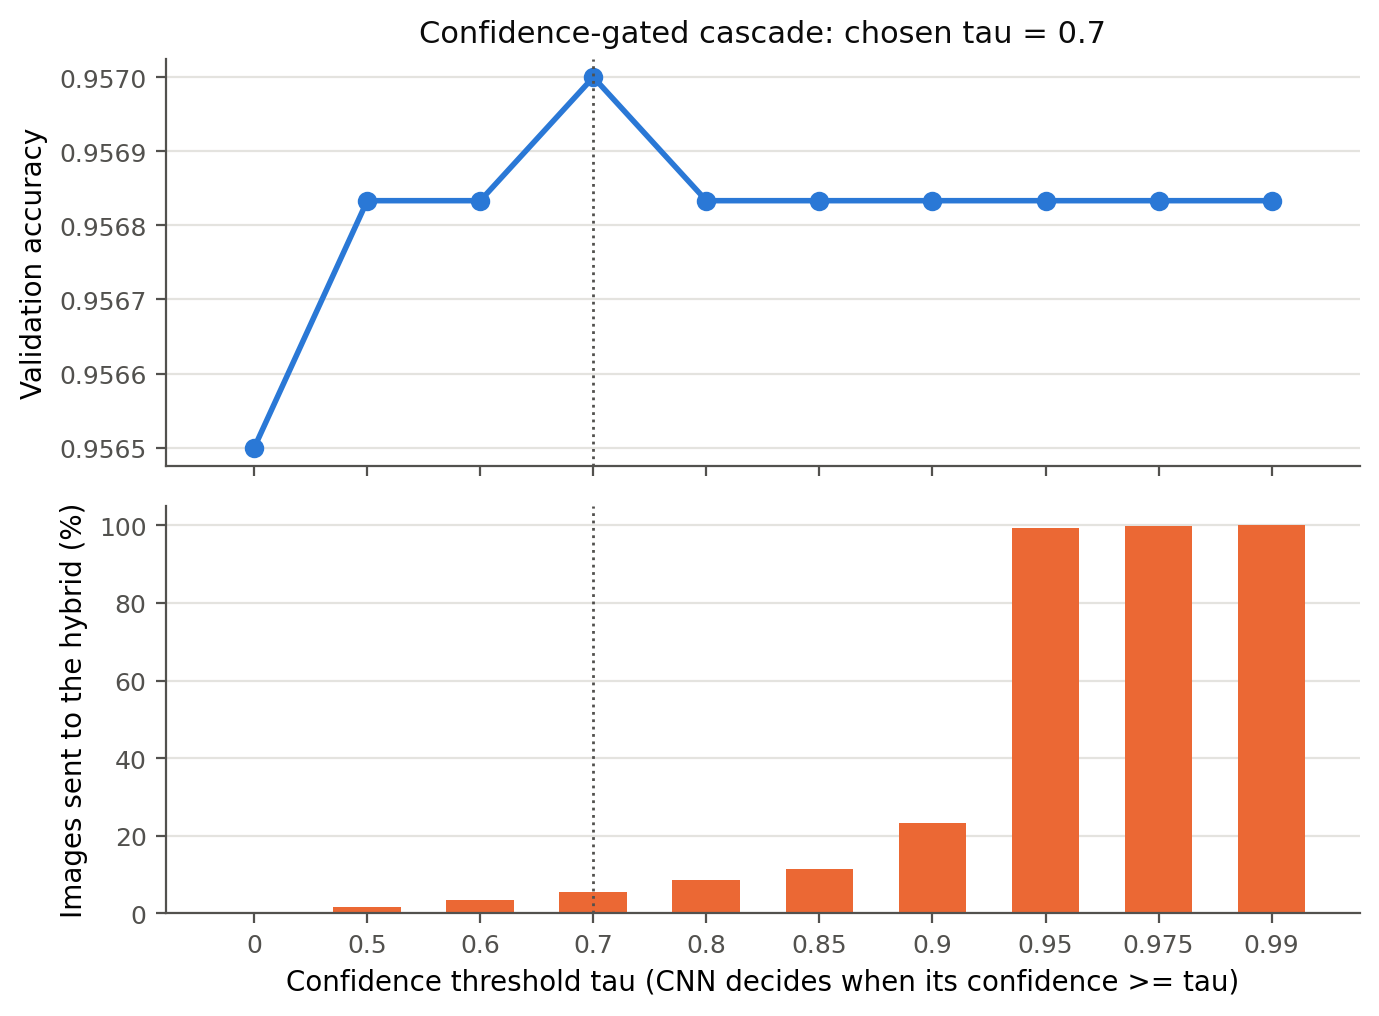 Confidence-gated cascade: chosen tau = 0.7
Validation accuracy
0.9570
0.9569
0.9568
0.9567
0.9566
0.9565
Images sent to the hybrid (%)
100
80
60
40
20
0
0 0.5 0.6 0.7 0.8 0.85 0.9 0.95 0.975 0.99
Confidence threshold tau (CNN decides when its confidence >= tau)